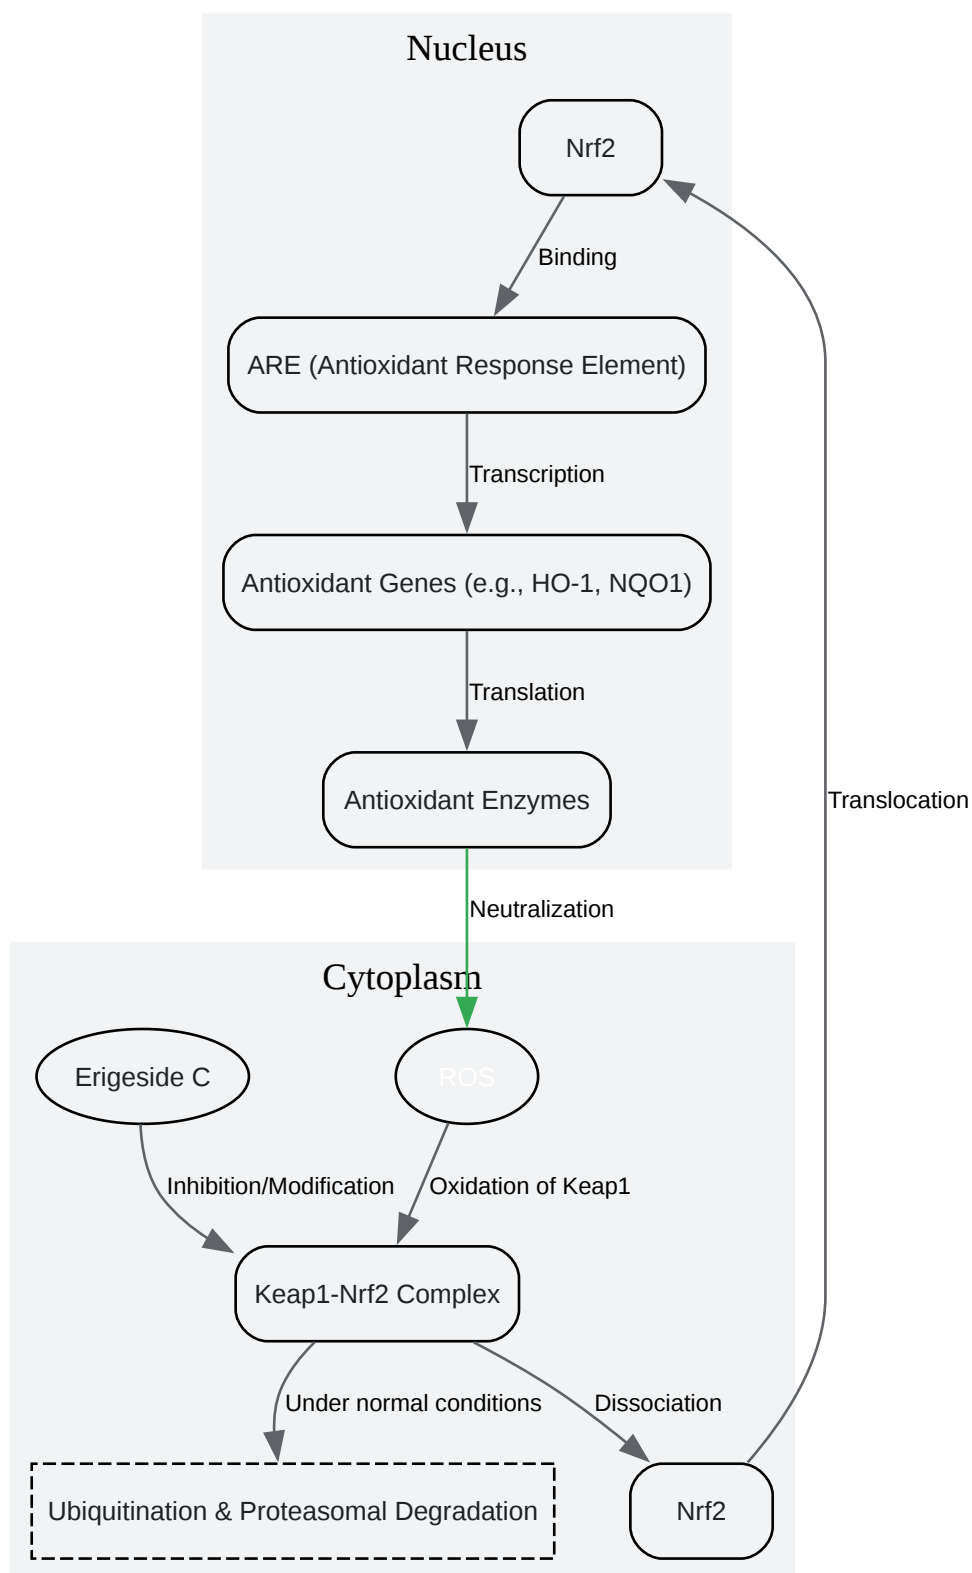 Nucleus
Nrf2
Binding
ARE (Antioxidant Response Element)
Transcription
Antioxidant Genes (e.g., HO-1, NQO1)
Translation
Antioxidant Enzymes
Translocation
Neutralization
Cytoplasm
Erigeside C
ROS
Inhibition/Modification
Oxidation of Keap1
Keap1-Nrf2 Complex
Under normal conditions
Dissociation
Ubiquitination & Proteasomal Degradation
Nrf2